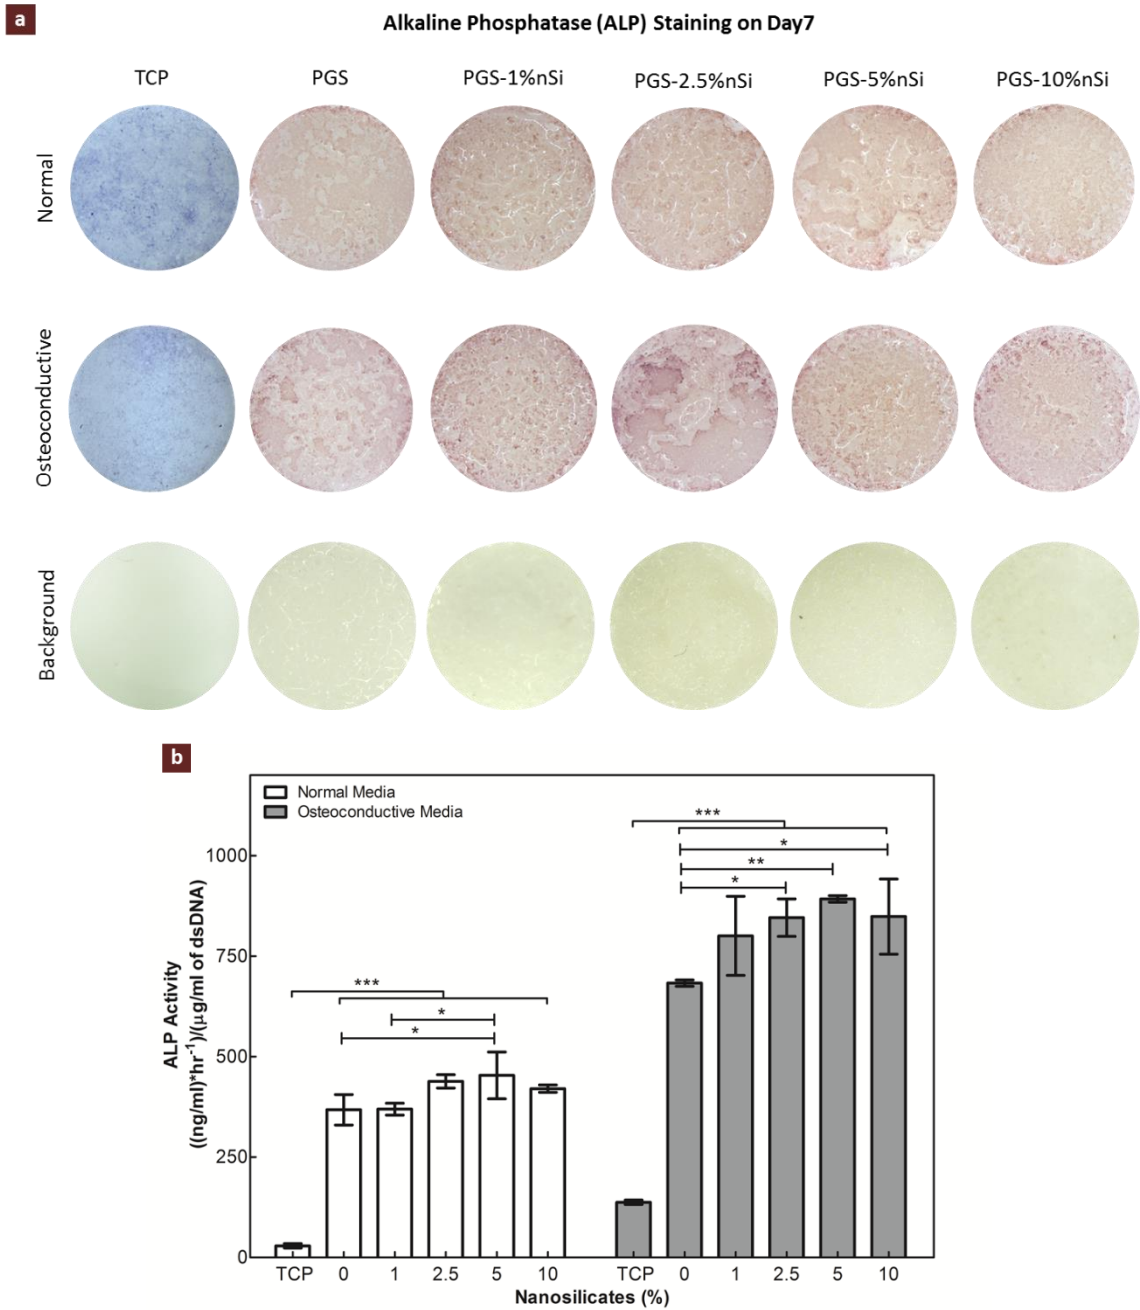 a
Alkaline Phosphatase (ALP) Staining on Day7
TCP PGS PGS-1%nSi PGS-2.5%nSi PGS-5%nSi PGS-10%nSi
Normal
Osteoconductive
Background
b
Normal Media
Osteoconductive Media
***
*
**
*
***
*
*
1000
750
500
250
0
ALP Activity
((ng/ml)*hr⁻¹)/(μg/ml of dsDNA)
TCP 0 1 2.5 5 10 TCP 0 1 2.5 5 10
Nanosilicates (%)